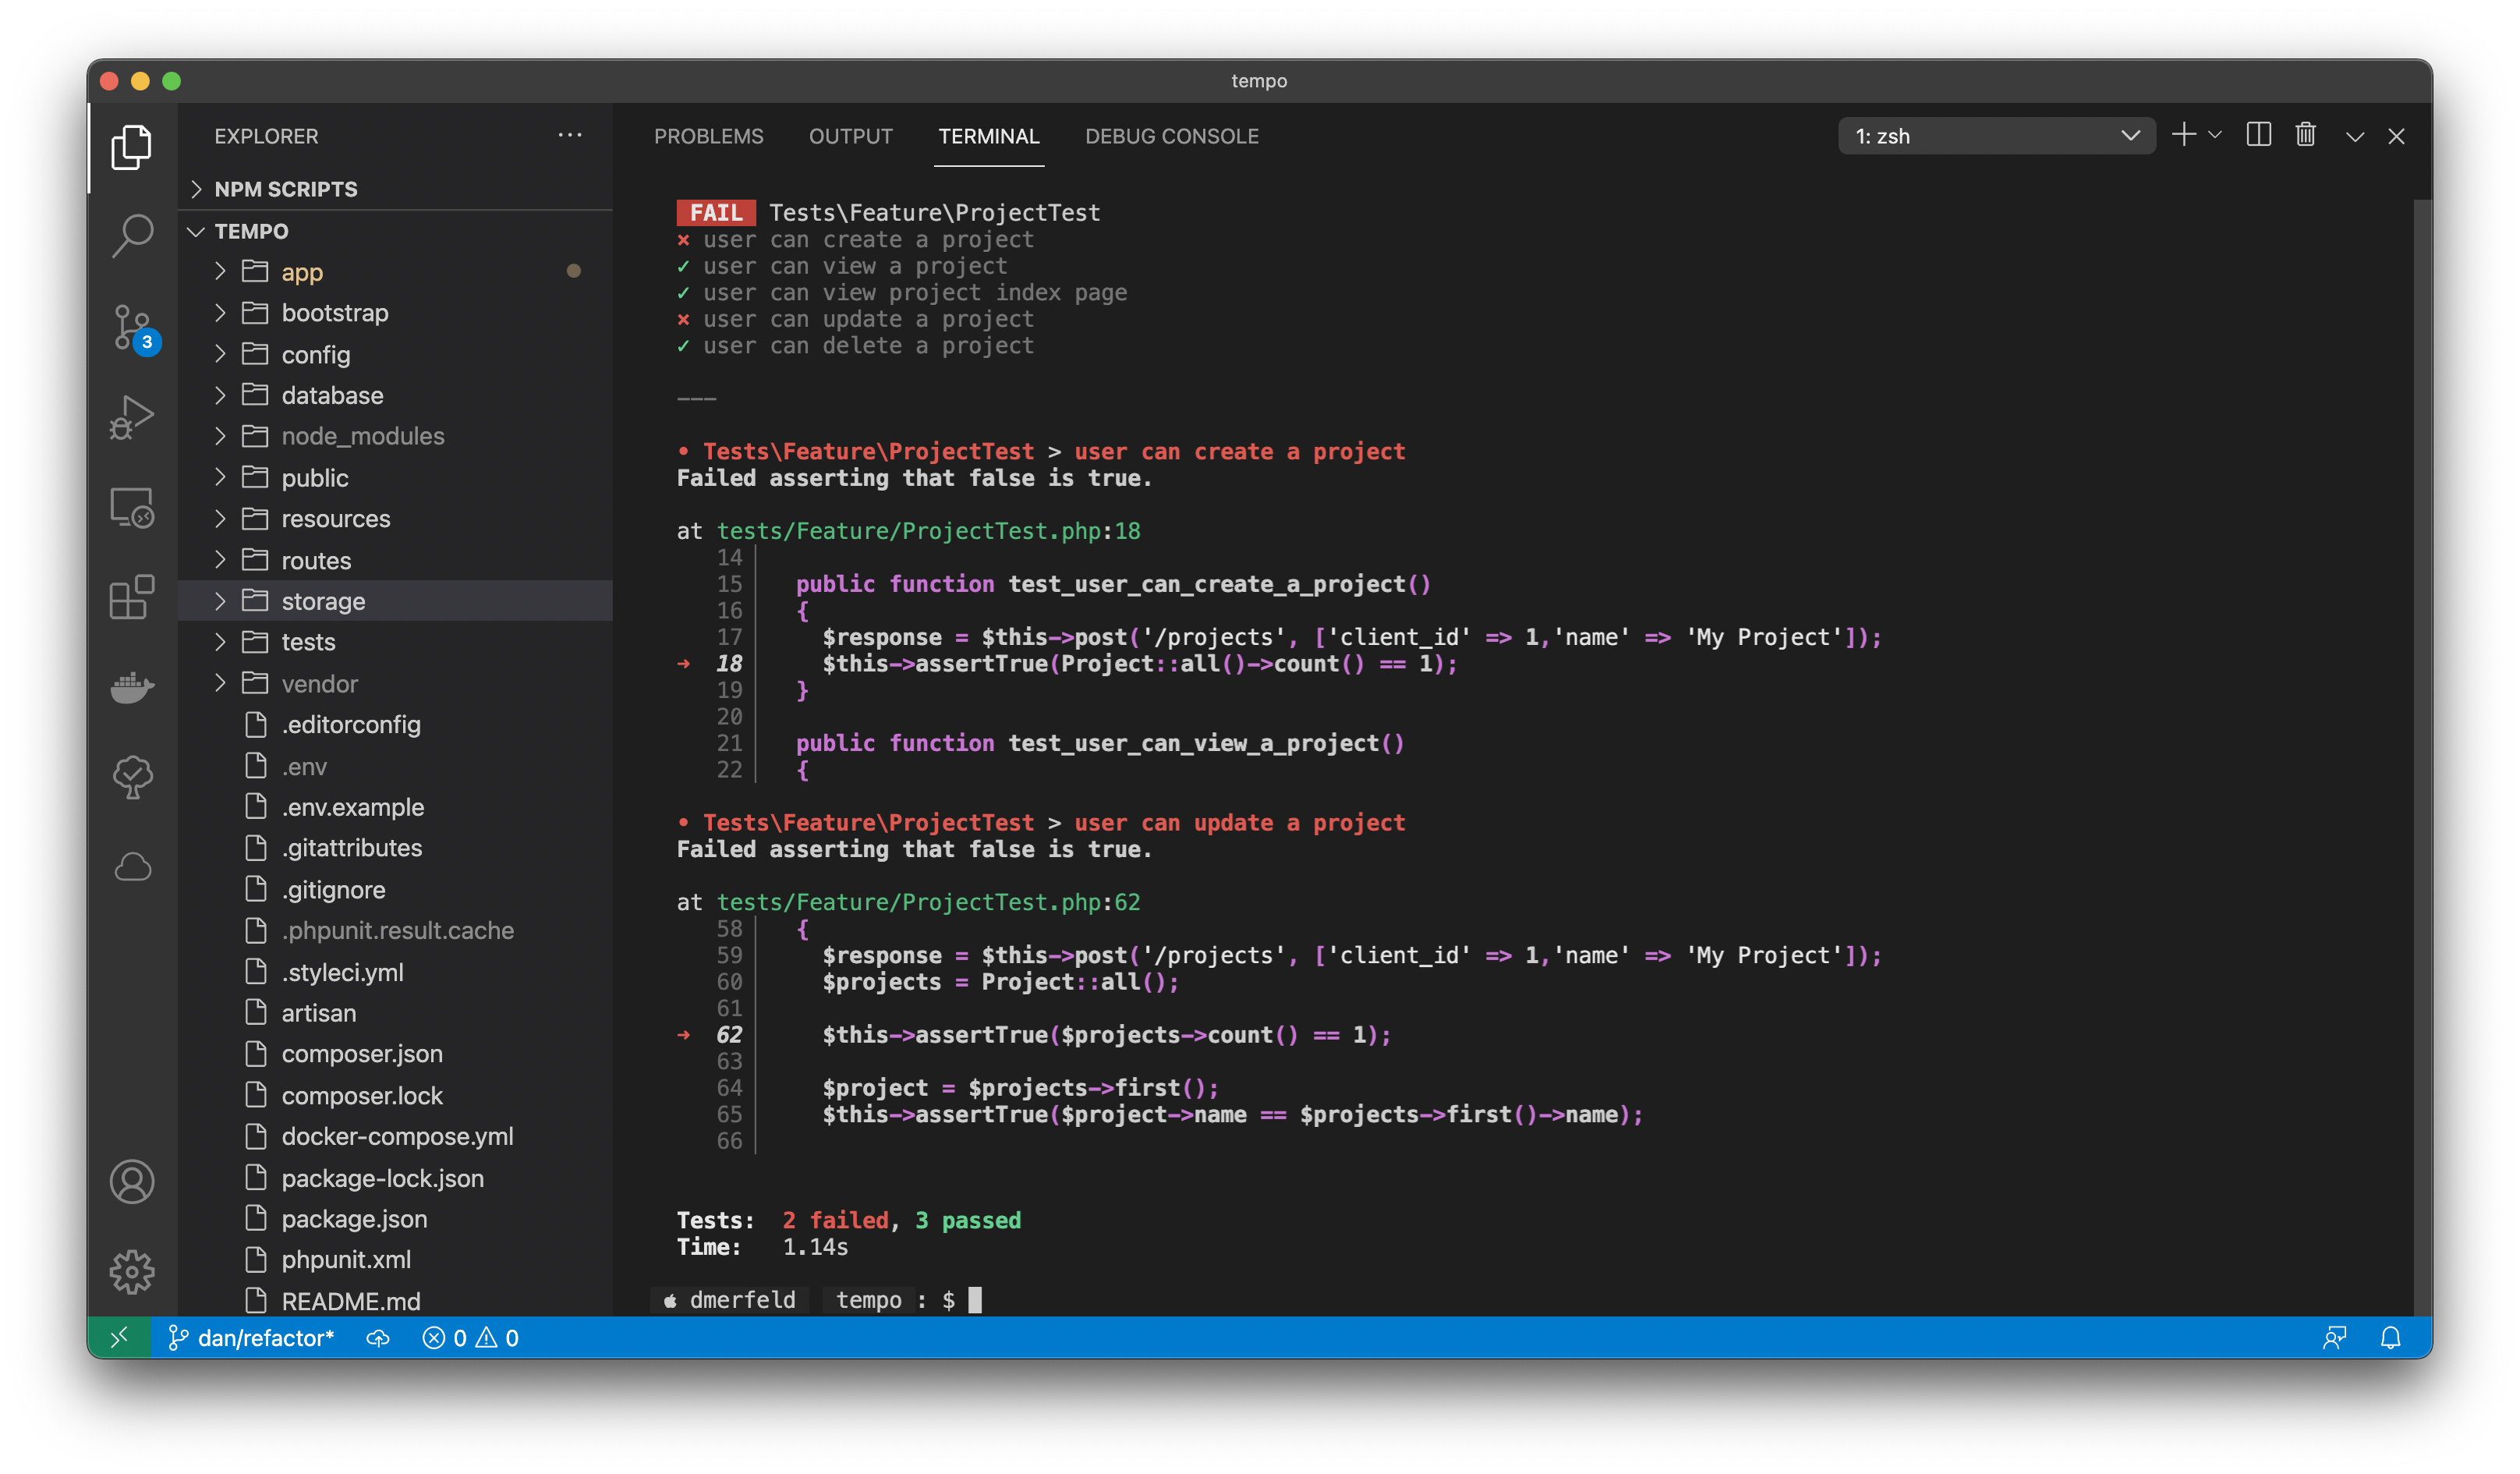 tempo
EXPLORER
NPM SCRIPTS
TEMPO
app
bootstrap
config
database
node_modules
public
resources
routes
storage
tests
vendor
.editorconfig
.env
.env.example
.gitattributes
.gitignore
.phpunit.result.cache
.styleci.yml
artisan
composer.json
composer.lock
docker-compose.yml
package-lock.json
package.json
phpunit.xml
README.md
3
PROBLEMS OUTPUT TERMINAL DEBUG CONSOLE 1: zsh
FAIL Tests\Feature\ProjectTest
⨯ user can create a project
✓ user can view a project
✓ user can view project index page
⨯ user can update a project
✓ user can delete a project
---
• Tests\Feature\ProjectTest > user can create a project
Failed asserting that false is true.
at tests/Feature/ProjectTest.php:18
14
15 public function test_user_can_create_a_project()
16 {
17 $response = $this->post('/projects', ['client_id' => 1,'name' => 'My Project']);
➜ 18 $this->assertTrue(Project::all()->count() == 1);
19 }
20
21 public function test_user_can_view_a_project()
22 {
• Tests\Feature\ProjectTest > user can update a project
Failed asserting that false is true.
at tests/Feature/ProjectTest.php:62
58 {
59 $response = $this->post('/projects', ['client_id' => 1,'name' => 'My Project']);
60 $projects = Project::all();
61
➜ 62 $this->assertTrue($projects->count() == 1);
63
64 $project = $projects->first();
65 $this->assertTrue($project->name == $projects->first()->name);
66
Tests: 2 failed, 3 passed
Time: 1.14s
dmerfeld tempo : $
dan/refactor* 0 0